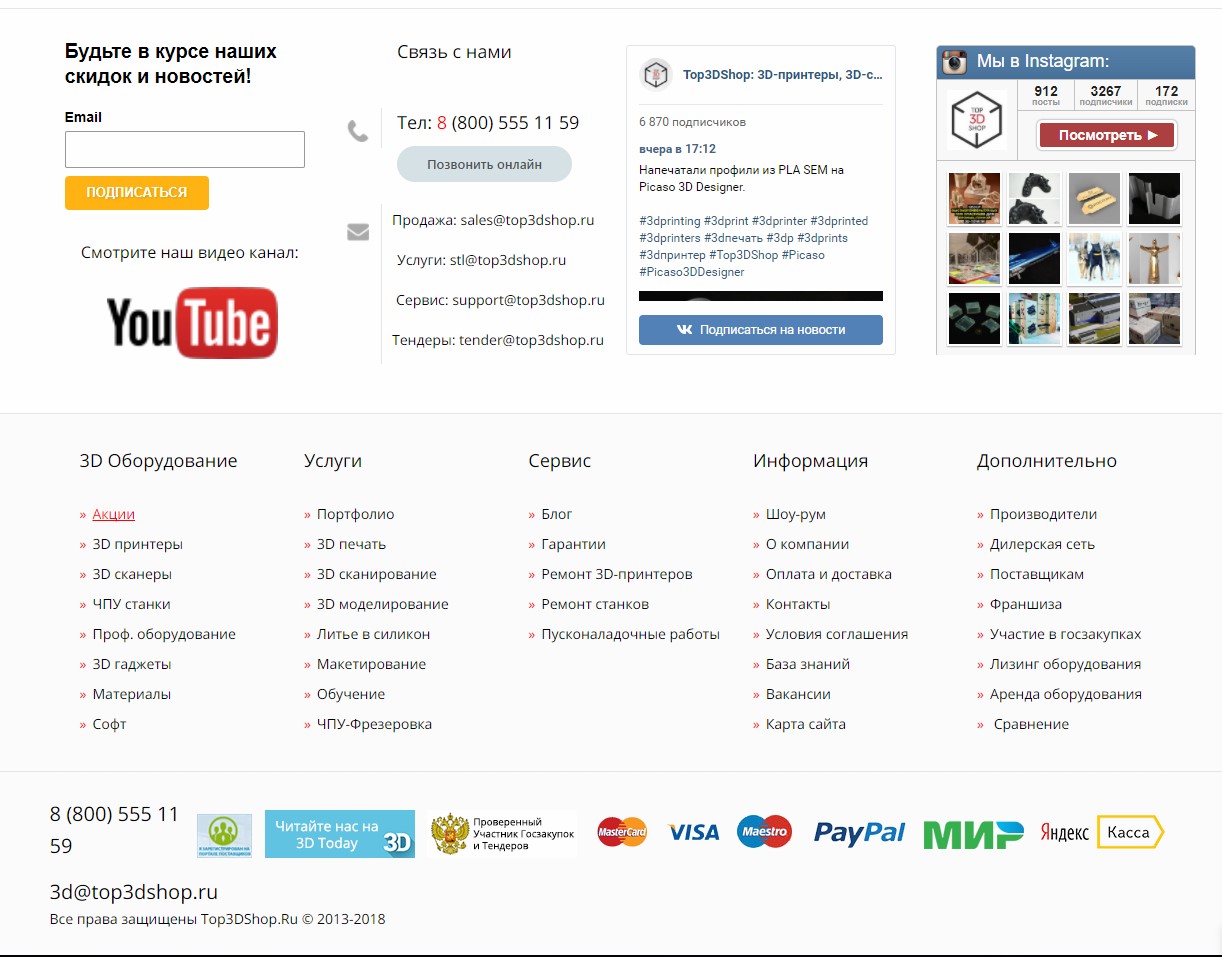 Будьте в курсе наших
скидок и новостей!
Email
ПОДПИСАТЬСЯ
Смотрите наш видео канал:
YouTube
Связь с нами
Тел: 8 (800) 555 11 59
Позвонить онлайн
Продажа: sales@top3dshop.ru
Услуги: stl@top3dshop.ru
Сервис: support@top3dshop.ru
Тендеры: tender@top3dshop.ru
Top3DShop: 3D-принтеры, 3D-с...
6 870 подписчиков
вчера в 17:12
Напечатали профили из PLA SEM на
Picaso 3D Designer.
#3dprinting #3dprint #3dprinter #3dprinted
#3dprinters #3dпечать #3dp #3dprints
#3dпринтер #Top3DShop #Picaso
#Picaso3DDesigner
Подписаться на новости
Мы в Instagram:
TOP
3D
SHOP
912 3267 172
посты подписчики подписки
Посмотреть
3D Оборудование
» Акции
» 3D принтеры
» 3D сканеры
» ЧПУ станки
» Проф. оборудование
» 3D гаджеты
» Материалы
» Софт
Услуги
» Портфолио
» 3D печать
» 3D сканирование
» 3D моделирование
» Литье в силикон
» Макетирование
» Обучение
» ЧПУ-Фрезеровка
Сервис
» Блог
» Гарантии
» Ремонт 3D-принтеров
» Ремонт станков
» Пусконаладочные работы
Информация
» Шоу-рум
» О компании
» Оплата и доставка
» Контакты
» Условия соглашения
» База знаний
» Вакансии
» Карта сайта
Дополнительно
» Производители
» Дилерская сеть
» Поставщикам
» Франшиза
» Участие в госзакупках
» Лизинг оборудования
» Аренда оборудования
» Сравнение
8 (800) 555 11
59
Читайте нас на
3D Today
3D
Проверенный
Участник Госзакупок
и Тендеров
MasterCard
VISA
Maestro
PayPal
МИР
Яндекс Касса
3d@top3dshop.ru
Все права защищены Top3DShop.Ru © 2013-2018